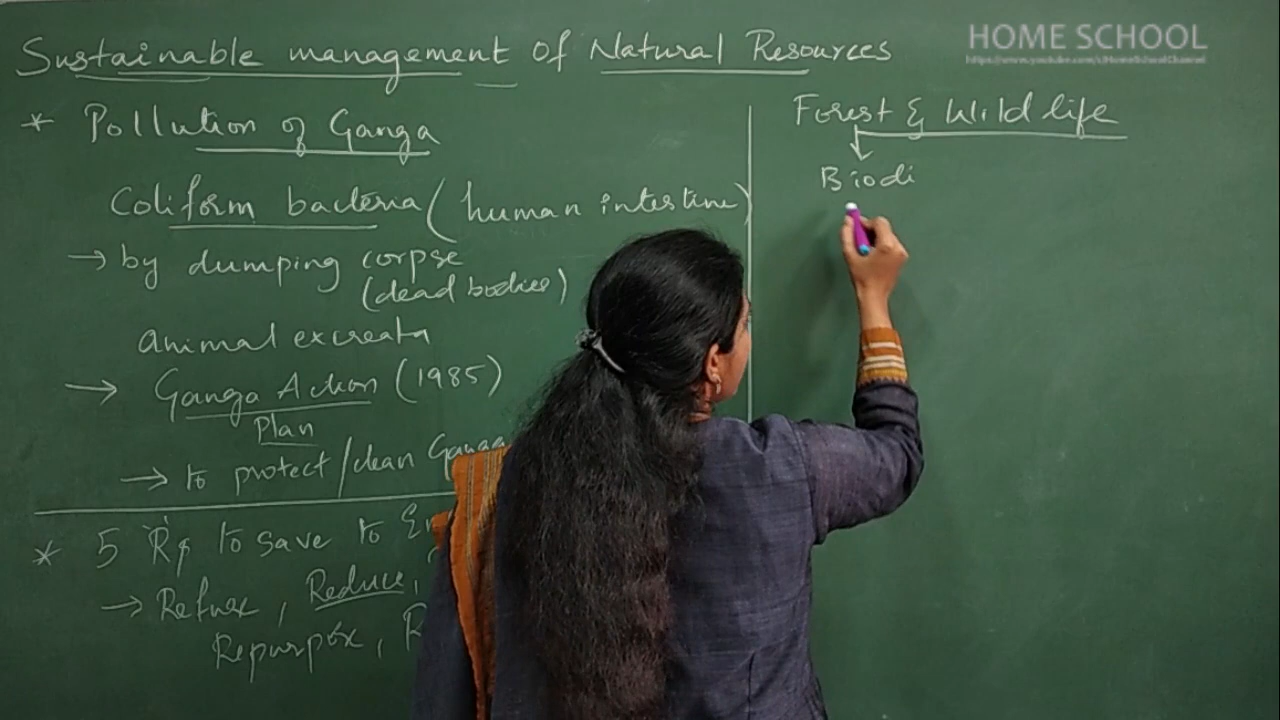 HOME SCHOOL
Sustainable management of Natural Resources
* Pollution of Ganga
Coliform bacteria (human intestine)
→ by dumping corpse
(dead bodies)
animal excreata
→ Ganga Action (1985)
Plan
→ to protect/clean Ganga
* 5 R's to save to En
→ Refuse, Reduce,
Repurpose, R
Forest & Wild life
Biodi